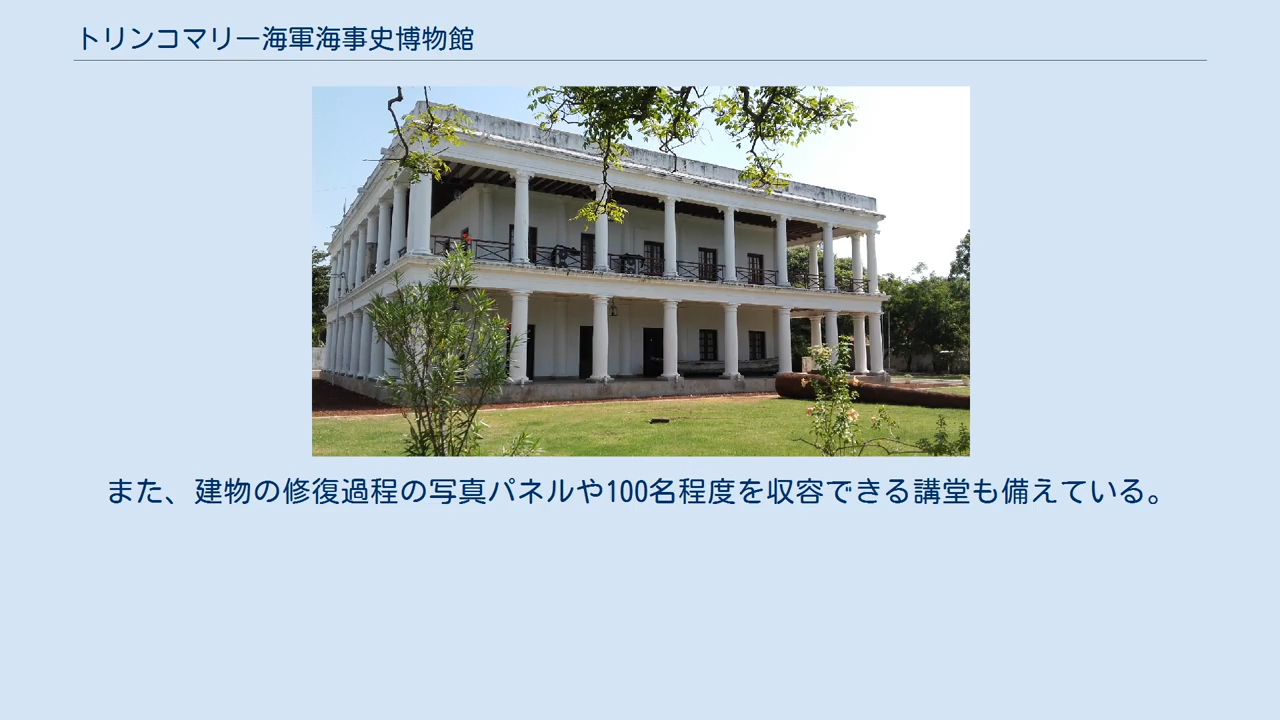 トリンコマリー海軍海事史博物館
また、建物の修復過程の写真パネルや100名程度を収容できる講堂も備えている。